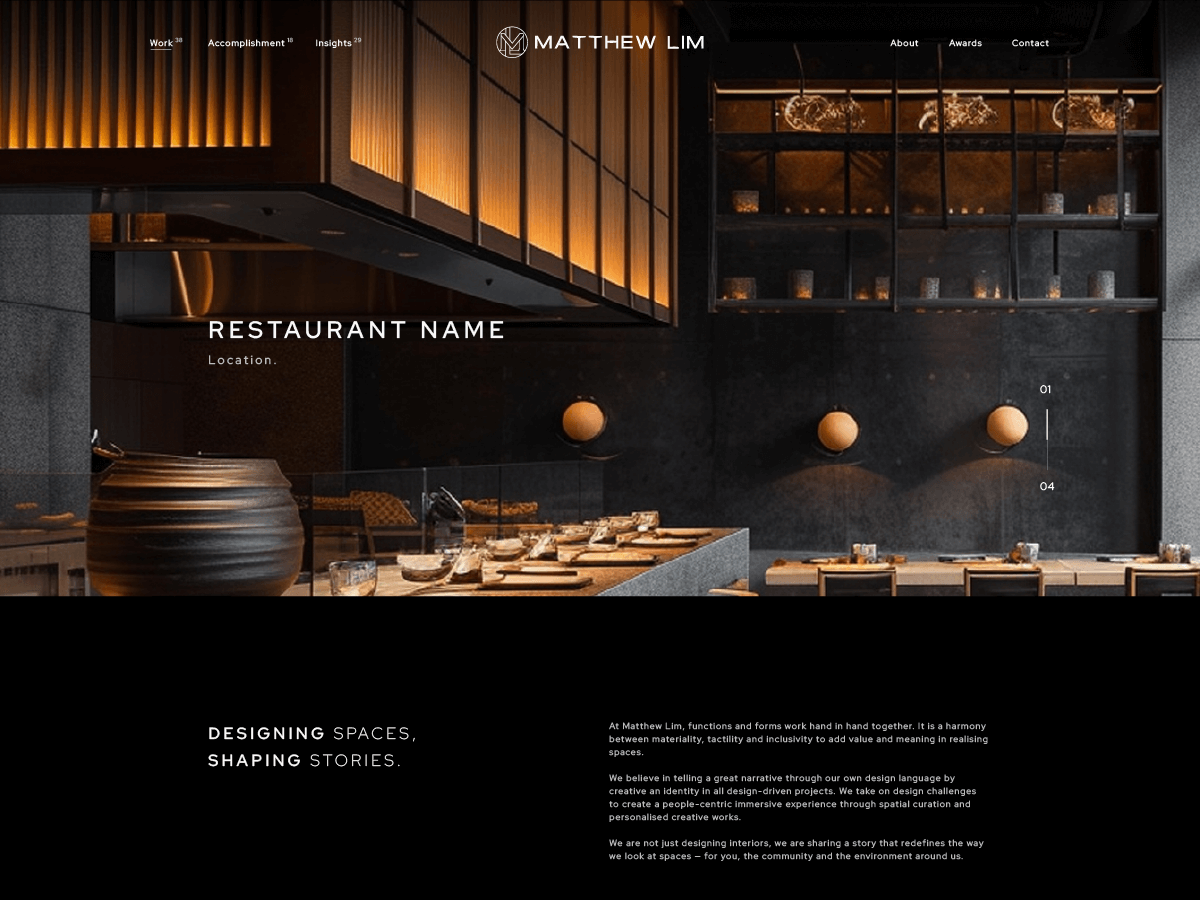 Work 38
Accomplishment 18
Insights 29
MATTHEW LIM
About
Awards
Contact
RESTAURANT NAME
Location.
01
04
DESIGNING SPACES,
SHAPING STORIES.
At Matthew Lim, functions and forms work hand in hand together. It is a harmony
between materiality, tactility and inclusivity to add value and meaning in realising
spaces.
We believe in telling a great narrative through our own design language by
creative an identity in all design-driven projects. We take on design challenges
to create a people-centric immersive experience through spatial curation and
personalised creative works.
We are not just designing interiors, we are sharing a story that redefines the way
we look at spaces – for you, the community and the environment around us.